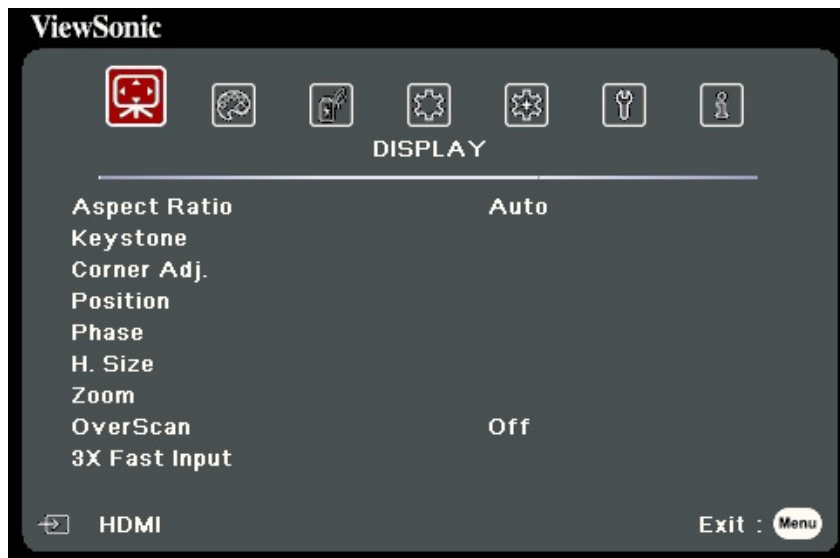 ViewSonic
DISPLAY
Aspect Ratio Auto
Keystone
Corner Adj.
Position
Phase
H. Size
Zoom
OverScan Off
3X Fast Input
HDMI Exit : Menu